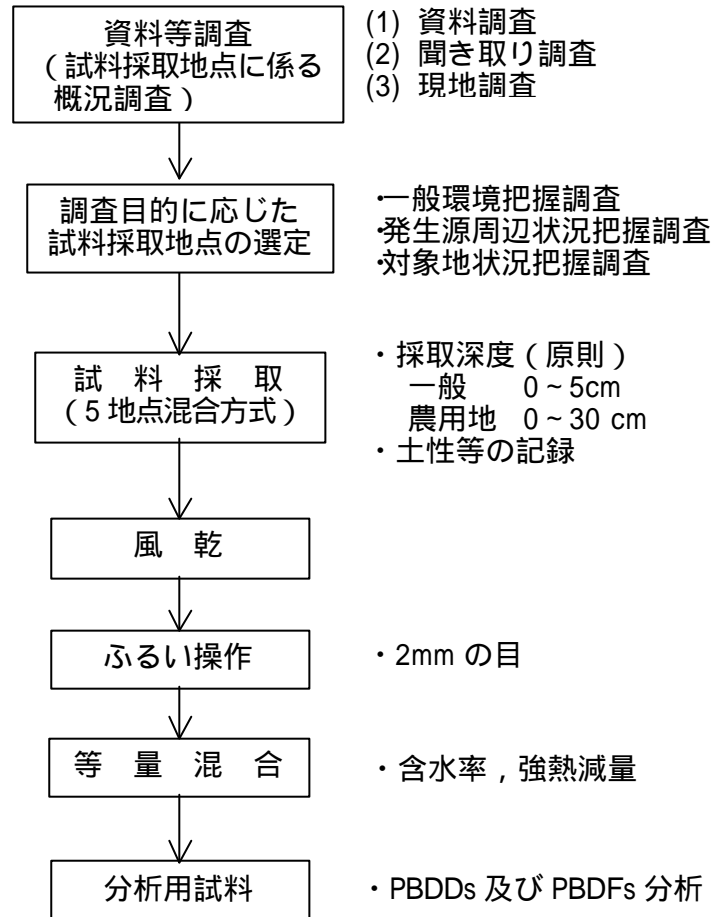 資料等調査
（試料採取地点に係る
概況調査）
(1) 資料調査
(2) 聞き取り調査
(3) 現地調査
調査目的に応じた
試料採取地点の選定
・一般環境把握調査
・発生源周辺状況把握調査
・対象地状況把握調査
試　料　採　取
（5 地点混合方式）
・採取深度（原則）
一般　　0～5cm
農用地　0～30 cm
・土性等の記録
風　乾
ふるい操作
・2mm の目
等　量　混　合
・含水率，強熱減量
分析用試料
・PBDDs 及び PBDFs 分析